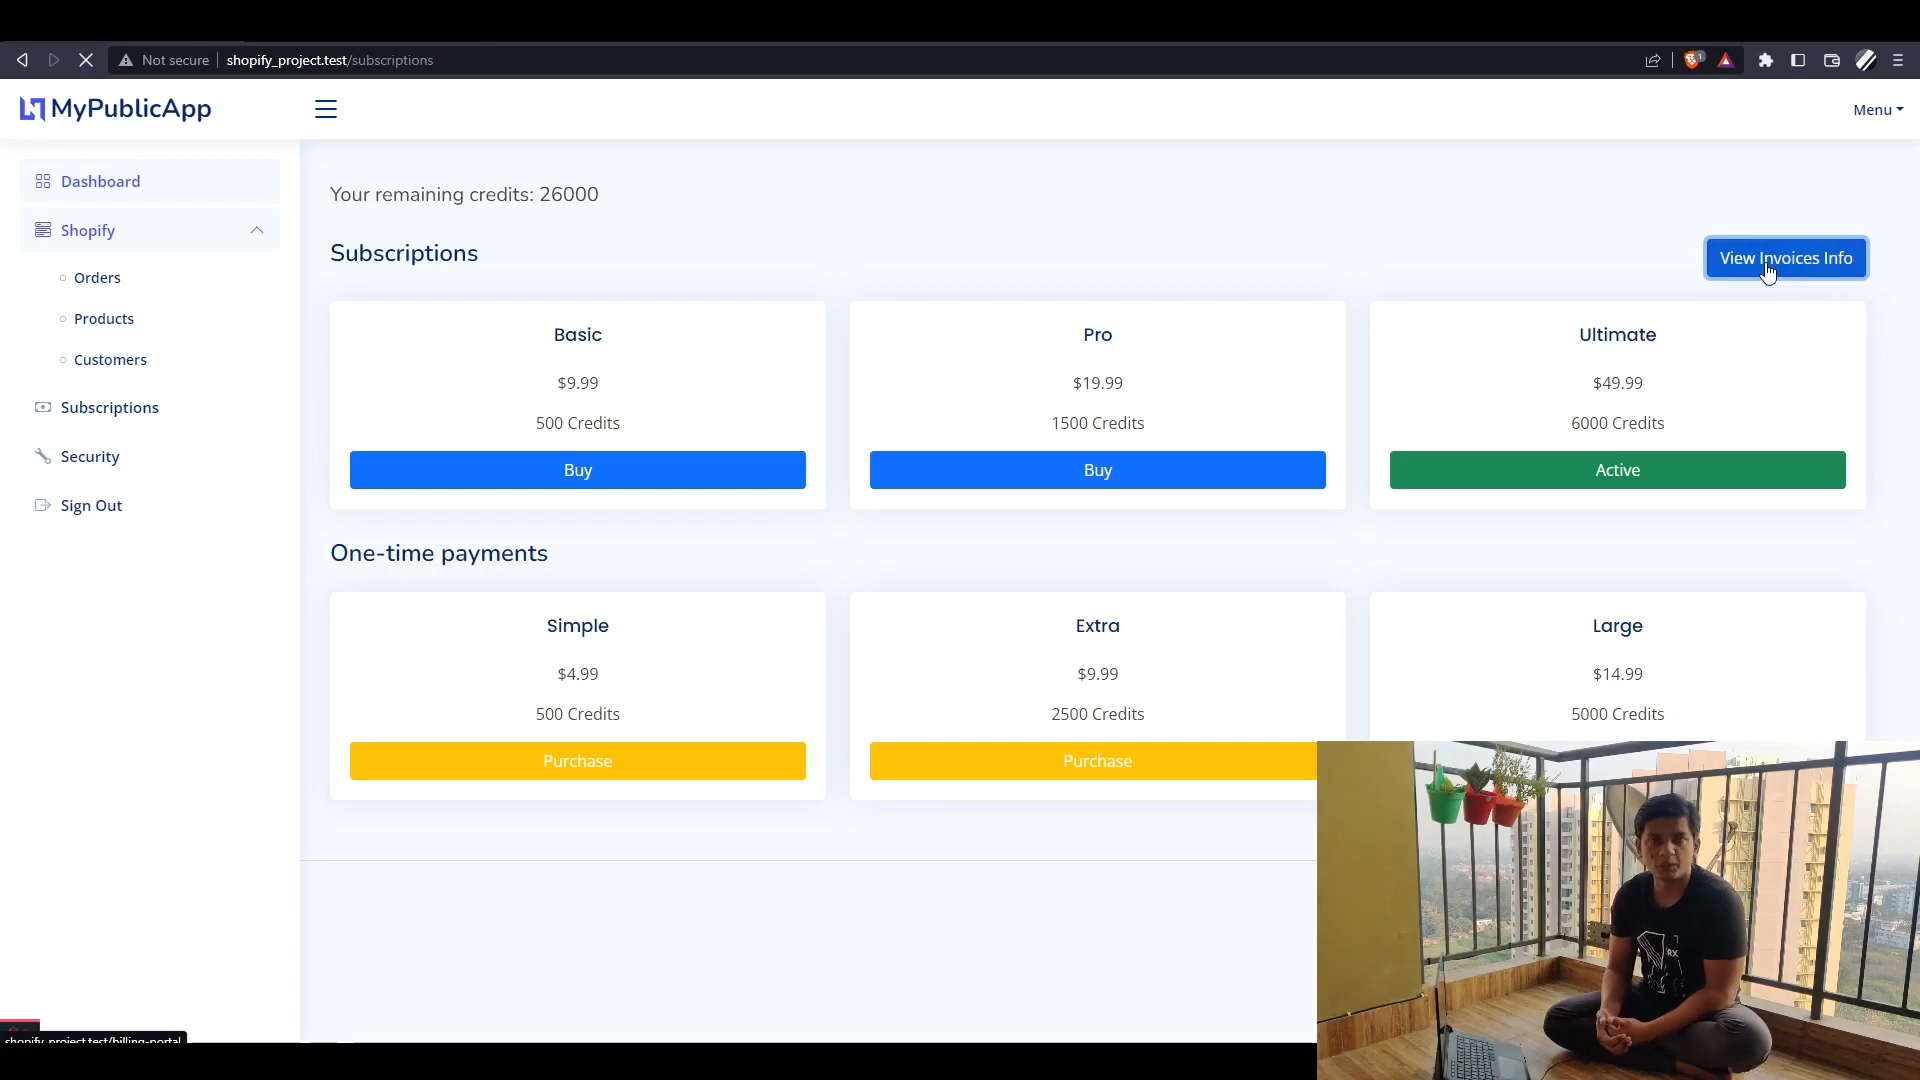 Not secure shopify_project.test/subscriptions
1
MyPublicApp
Menu
Dashboard
Shopify
Orders
Products
Customers
Subscriptions
Security
Sign Out
Your remaining credits: 26000
Subscriptions
View Invoices Info
Basic
$9.99
500 Credits
Buy
Pro
$19.99
1500 Credits
Buy
Ultimate
$49.99
6000 Credits
Active
One-time payments
Simple
$4.99
500 Credits
Purchase
Extra
$9.99
2500 Credits
Purchase
Large
$14.99
5000 Credits
shopify_project.test/billing-portal